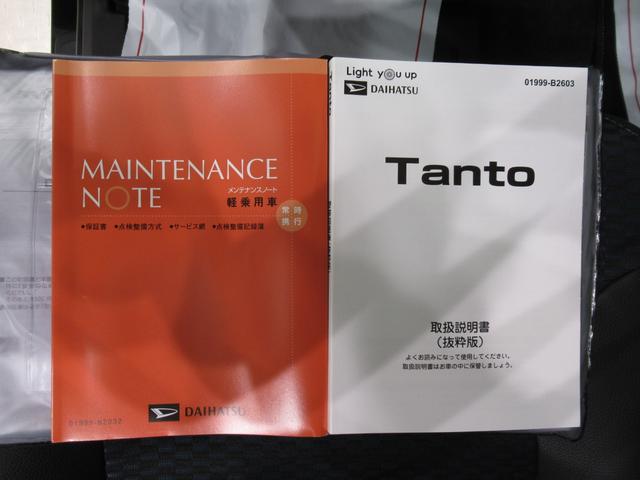 MAINTENANCE
NOTE
メンテナンスノート
軽乗用車
常時
携行
●保証書 ●点検整備方式 ●サービス網 ●点検整備記録簿
01999-B2032
DAIHATSU
Light you up
DAIHATSU
01999-B2603
Tanto
取扱説明書
(抜粋版)
よくお読みになって使用してください。
取扱説明書はお車の中に保管しましょう。